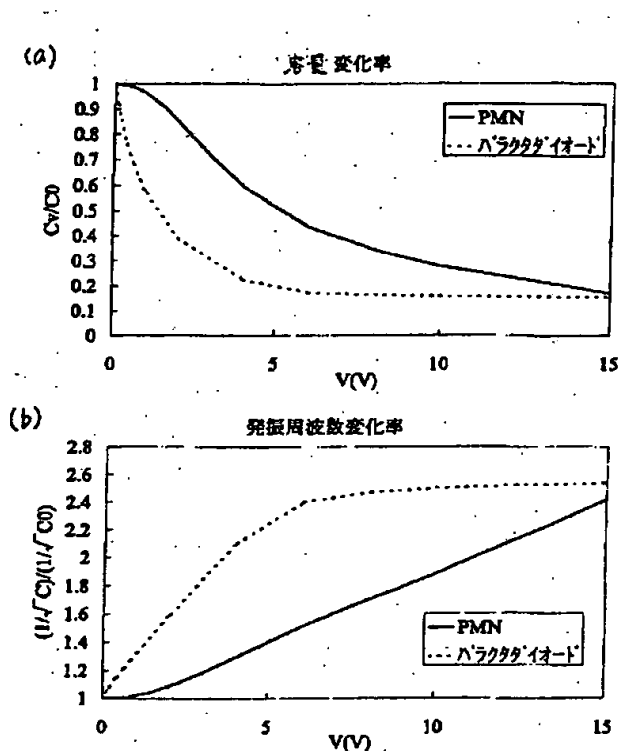 (a)
容量変化率
1
0.9
0.8
0.7
0.6
0.5
0.4
0.3
0.2
0.1
0
Cv/C0
PMN
バラクタダイオード
0 5 10 15
V(V)
(b)
発振周波数変化率
2.8
2.6
2.4
2.2
2
1.8
1.6
1.4
1.2
1
(1/√C)/(1/√C0)
PMN
バラクタダイオード
0 5 10 15
V(V)